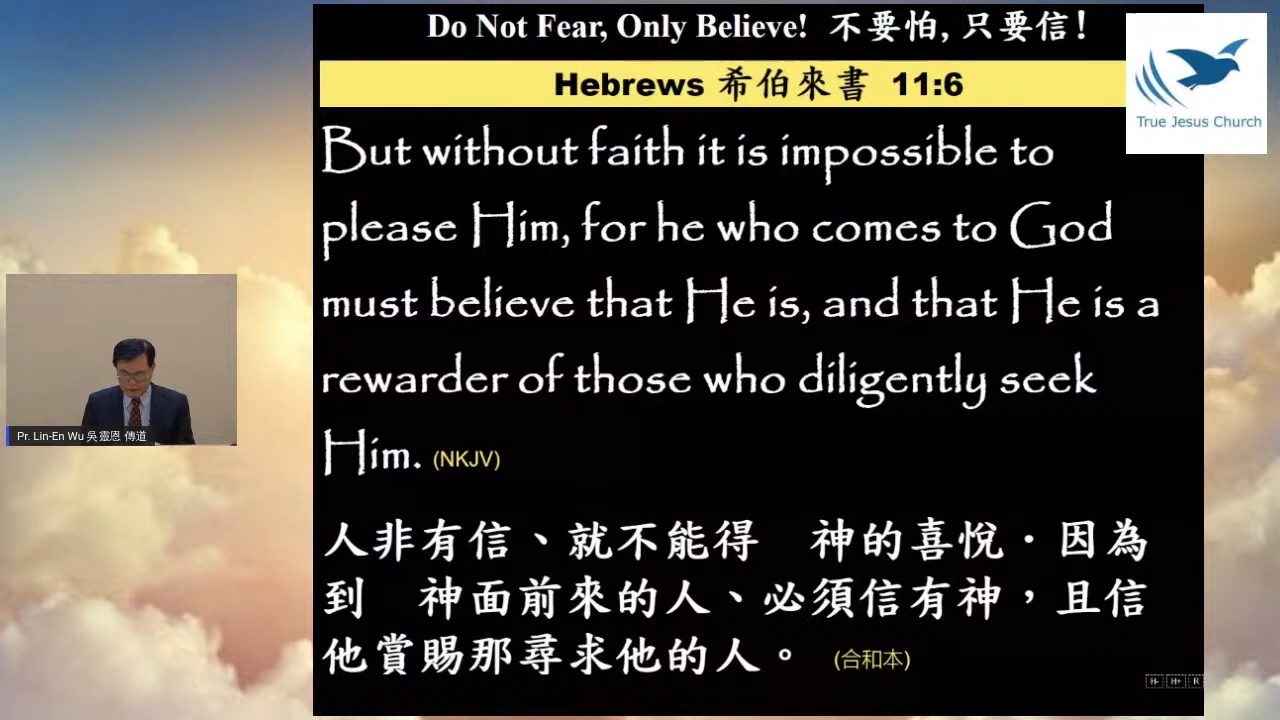 Do Not Fear, Only Believe! 不要怕, 只要信!
Hebrews 希伯來書 11:6
True Jesus Church
But without faith it is impossible to
please Him, for he who comes to God
must believe that He is, and that He is a
rewarder of those who diligently seek
Him. (NKJV)
人非有信、就不能得　神的喜悅．因為
到　神面前來的人、必須信有神，且信
他賞賜那尋求他的人。 (合和本)
Pr. Lin-En Wu 吳靈恩 傳道
H- H+ R